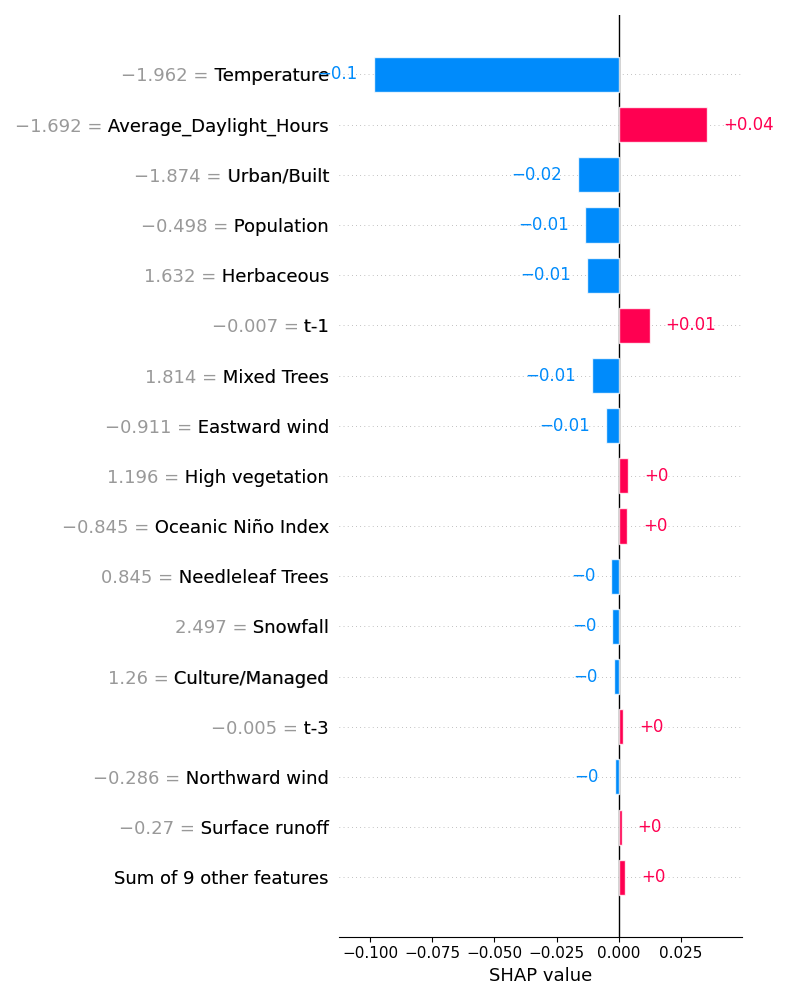 −1.962 = Temperature −0.1
−1.692 = Average_Daylight_Hours +0.04
−1.874 = Urban/Built −0.02
−0.498 = Population −0.01
1.632 = Herbaceous −0.01
−0.007 = t-1 +0.01
1.814 = Mixed Trees −0.01
−0.911 = Eastward wind −0.01
1.196 = High vegetation +0
−0.845 = Oceanic Niño Index +0
0.845 = Needleleaf Trees −0
2.497 = Snowfall −0
1.26 = Culture/Managed −0
−0.005 = t-3 +0
−0.286 = Northward wind −0
−0.27 = Surface runoff +0
Sum of 9 other features +0
−0.100 −0.075 −0.050 −0.025 0.000 0.025
SHAP value